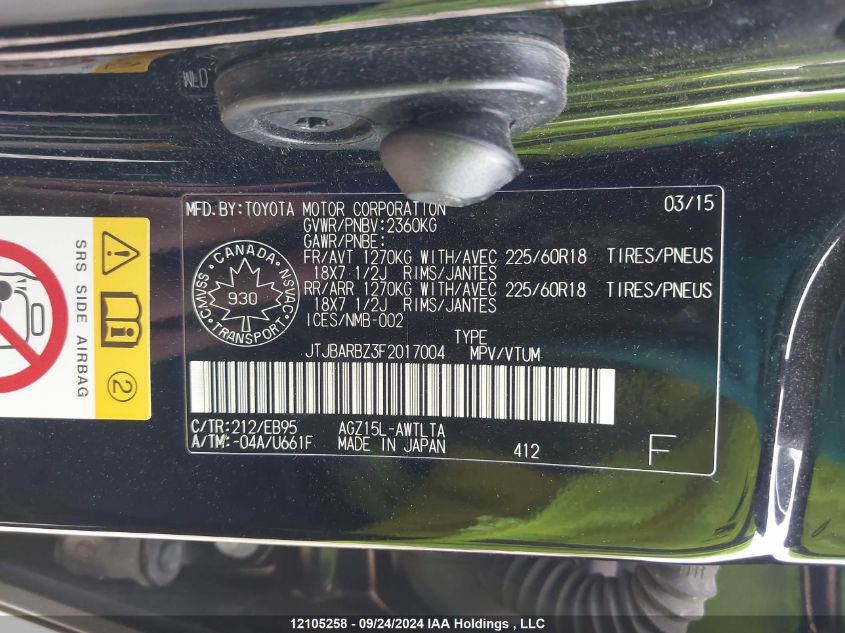 WLD
MFD.BY:TOYOTA MOTOR CORPORATION 03/15
GVWR/PNBV:2360KG
GAWR/PNBE:
FR/AVT 1270KG WITH/AVEC 225/60R18 TIRES/PNEUS
18X7 1/2J RIMS/JANTES
RR/ARR 1270KG WITH/AVEC 225/60R18 TIRES/PNEUS
18X7 1/2J RIMS/JANTES
ICES/NMB-002
CANADA
CMVSS NSVAC
930
TRANSPORT
TYPE
JTJBARBZ3F2017004 MPV/VTUM
C/TR:212/EB95 AGZ15L-AWTLTA
A/TM:-04A/U661F MADE IN JAPAN 412 F
SRS SIDE AIRBAG
2
12105258 - 09/24/2024 IAA Holdings , LLC